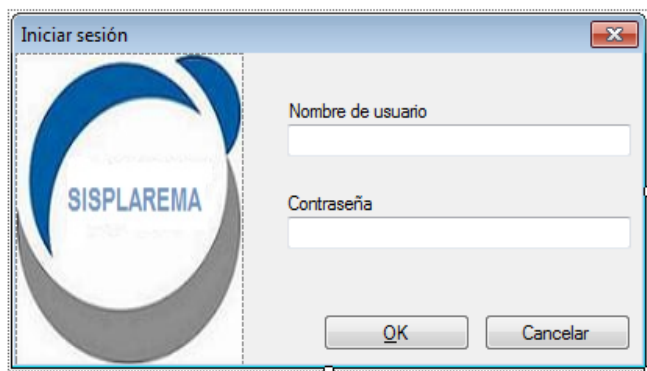 Iniciar sesión
SISPLAREMA
Nombre de usuario
Contraseña
OK
Cancelar